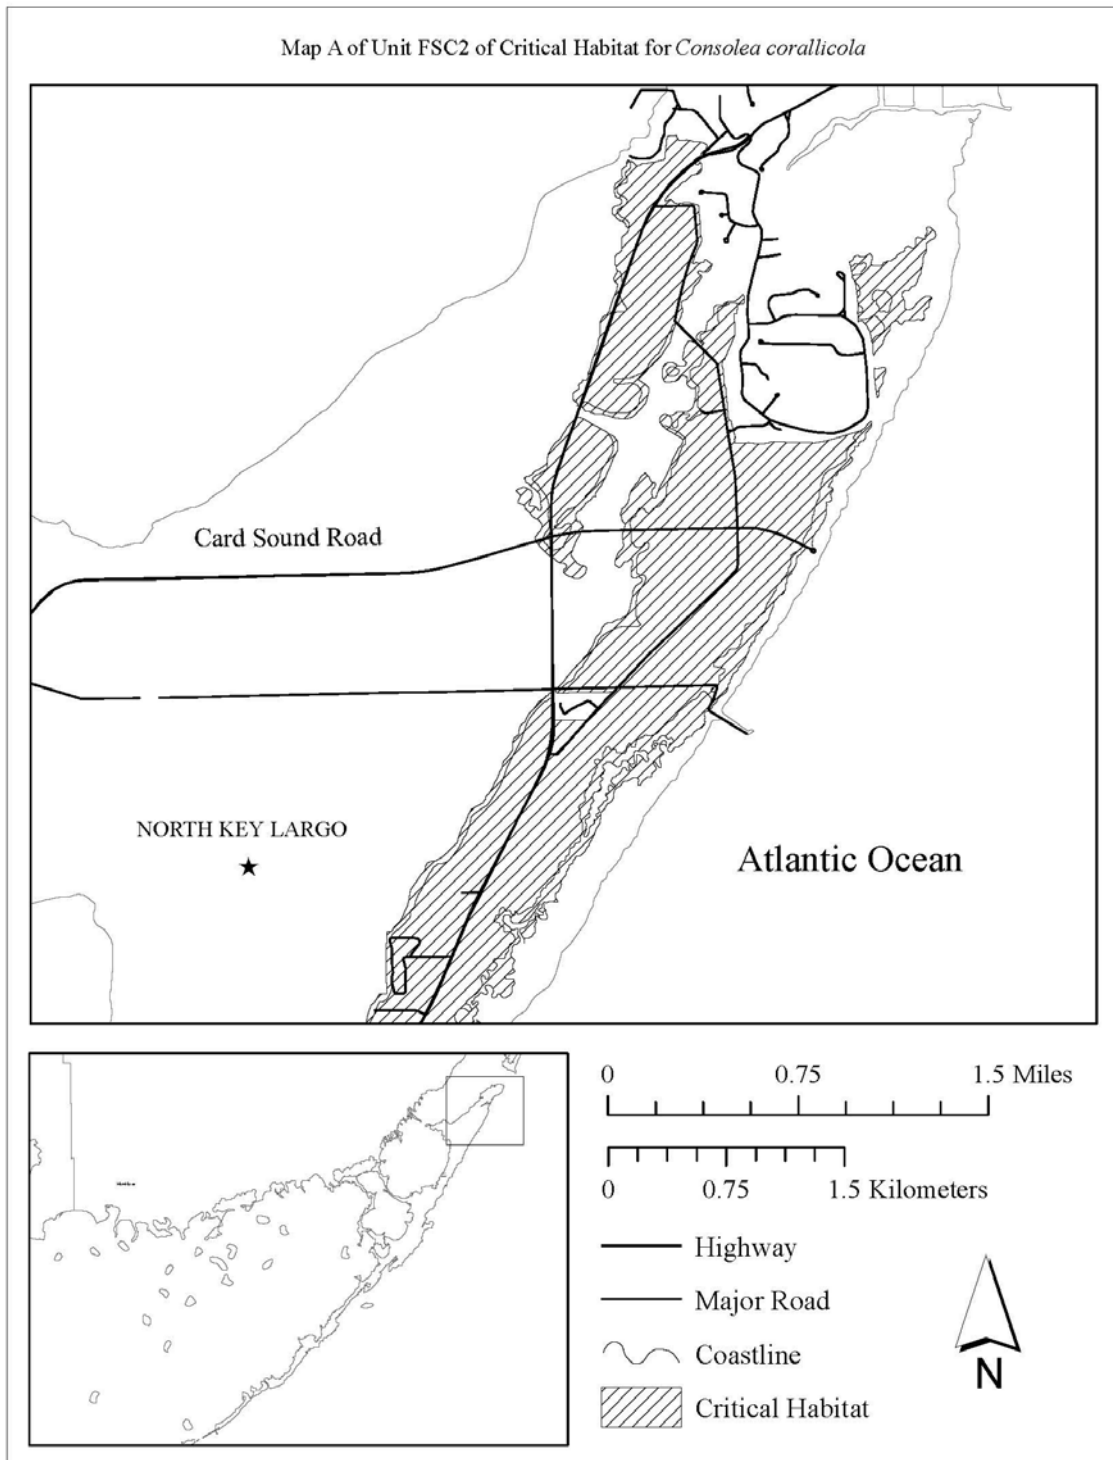 Map A of Unit FSC2 of Critical Habitat for Consolea corallicola
Card Sound Road
NORTH KEY LARGO
Atlantic Ocean
0 0.75 1.5 Miles
0 0.75 1.5 Kilometers
Highway
Major Road
Coastline
Critical Habitat
N